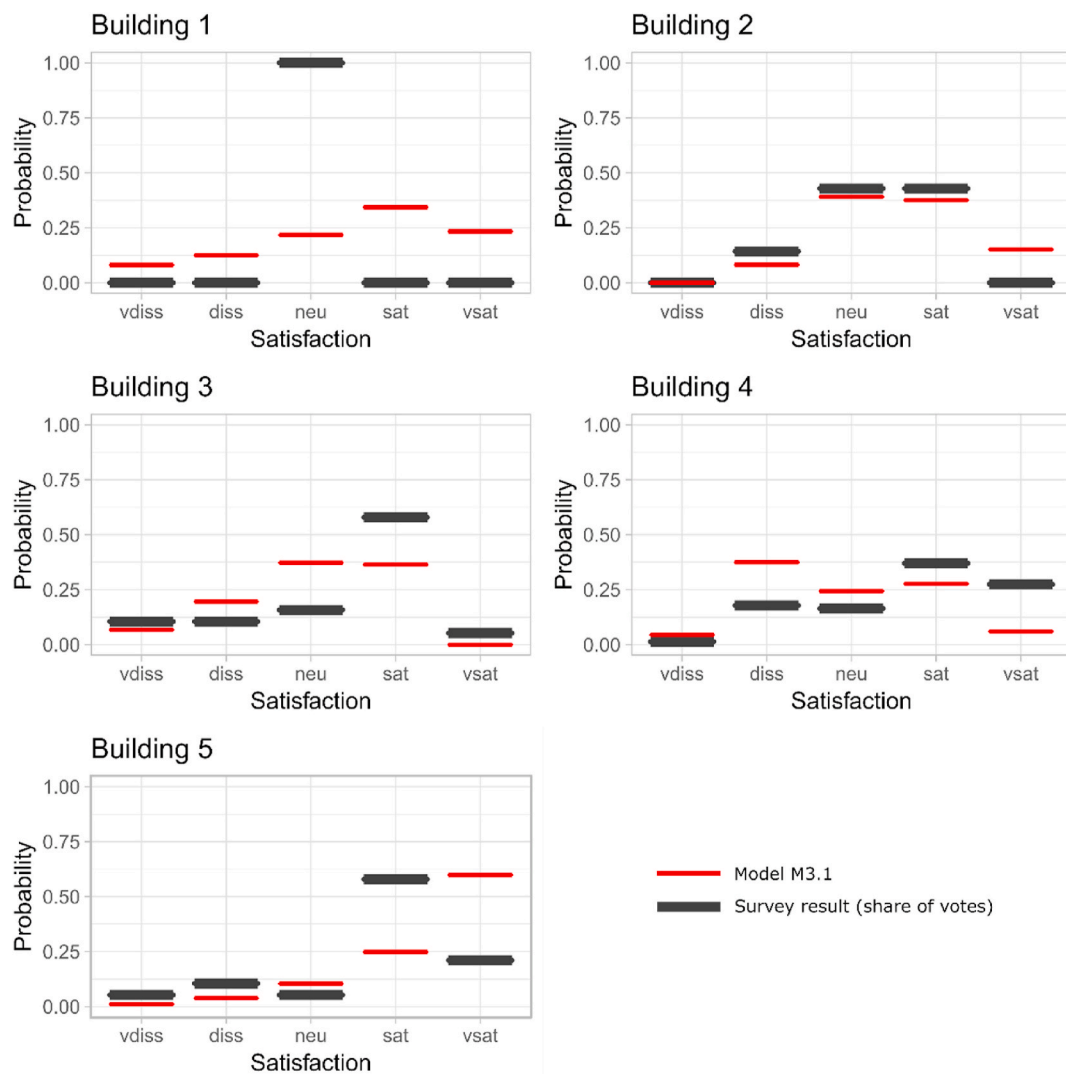 Building 1
1.00
0.75
0.50
0.25
0.00
Probability
vdiss diss neu sat vsat
Satisfaction
Building 2
1.00
0.75
0.50
0.25
0.00
Probability
vdiss diss neu sat vsat
Satisfaction
Building 3
1.00
0.75
0.50
0.25
0.00
Probability
vdiss diss neu sat vsat
Satisfaction
Building 4
1.00
0.75
0.50
0.25
0.00
Probability
vdiss diss neu sat vsat
Satisfaction
Building 5
1.00
0.75
0.50
0.25
0.00
Probability
vdiss diss neu sat vsat
Satisfaction
Model M3.1
Survey result (share of votes)